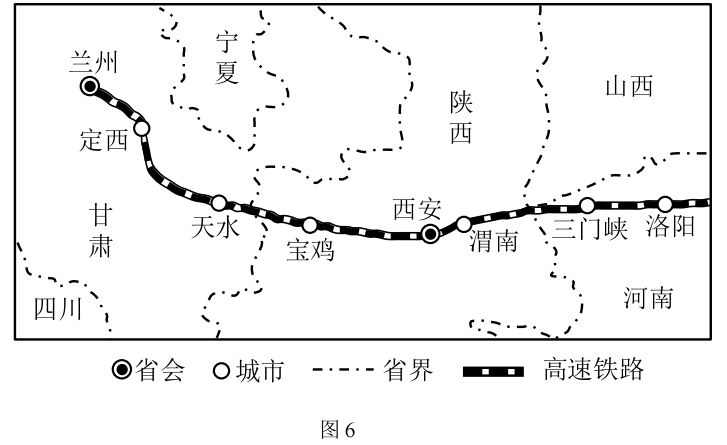 兰州
宁夏
山西
陕西
定西
西安
甘肃
天水
宝鸡
渭南
三门峡
洛阳
四川
河南
省会
城市
省界
高速铁路
图6